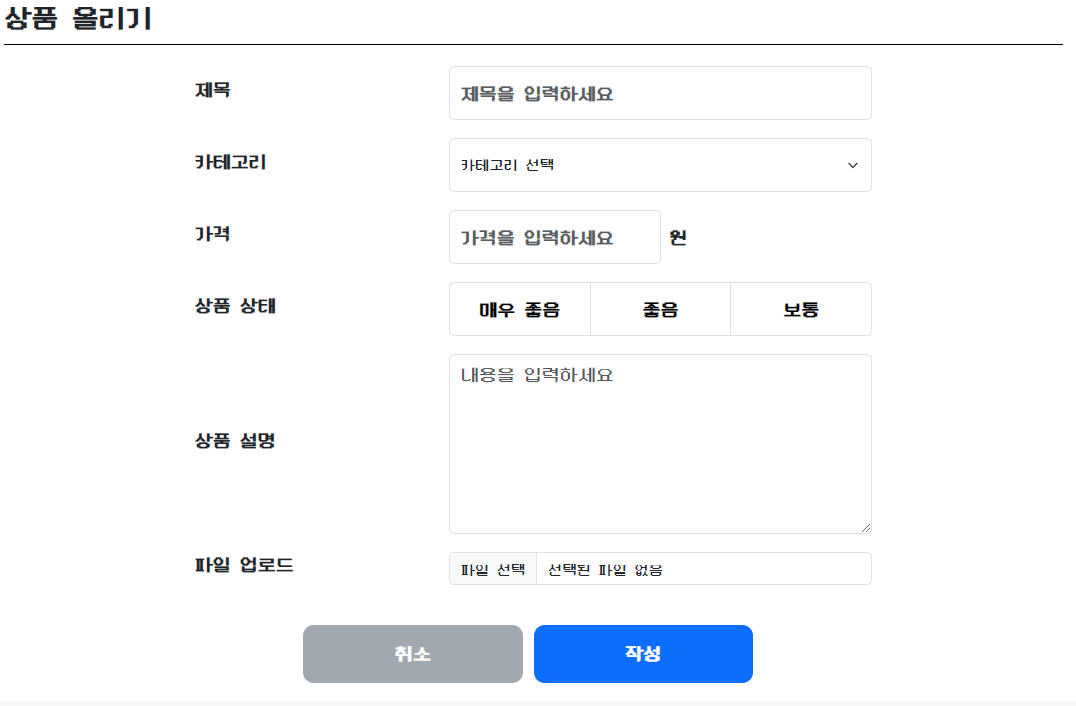 상품 올리기
제목
제목을 입력하세요
카테고리
카테고리 선택
가격
가격을 입력하세요 원
상품 상태
매우 좋음 좋음 보통
상품 설명
내용을 입력하세요
파일 업로드
파일 선택 선택된 파일 없음
취소 작성